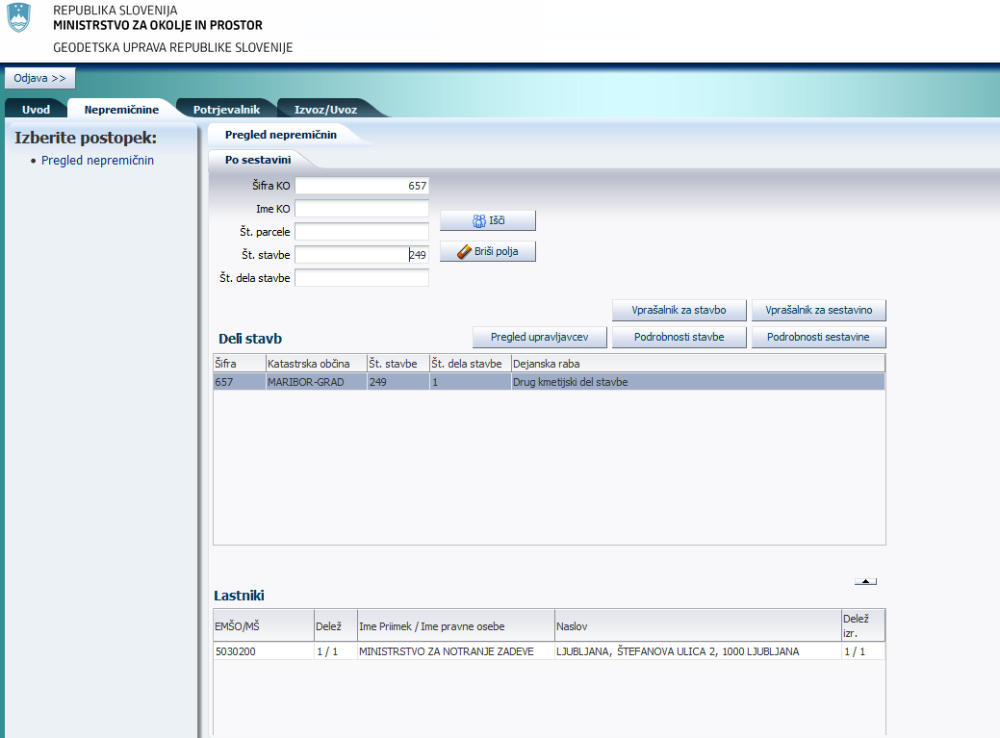 REPUBLIKA SLOVENIJA
MINISTRSTVO ZA OKOLJE IN PROSTOR
GEODETSKA UPRAVA REPUBLIKE SLOVENIJE
Odjava >>
Uvod Nepremičnine Potrjevalnik Izvoz/Uvoz
Izberite postopek:
• Pregled nepremičnin
Pregled nepremičnin
Po sestavini
Šifra KO 657
Ime KO
Išči
Št. parcele
Št. stavbe 249
Briši polja
Št. dela stavbe
Vprašalnik za stavbo Vprašalnik za sestavino
Deli stavb Pregled upravljavcev Podrobnosti stavbe Podrobnosti sestavine
Šifra Katastrska občina Št. stavbe Št. dela stavbe Dejanska raba
657 MARIBOR-GRAD 249 1 Drug kmetijski del stavbe
Lastniki
EMŠO/MŠ Delež Ime Priimek / Ime pravne osebe Naslov Delež izr.
5030200 1 / 1 MINISTRSTVO ZA NOTRANJE ZADEVE LJUBLJANA, ŠTEFANOVA ULICA 2, 1000 LJUBLJANA 1 / 1